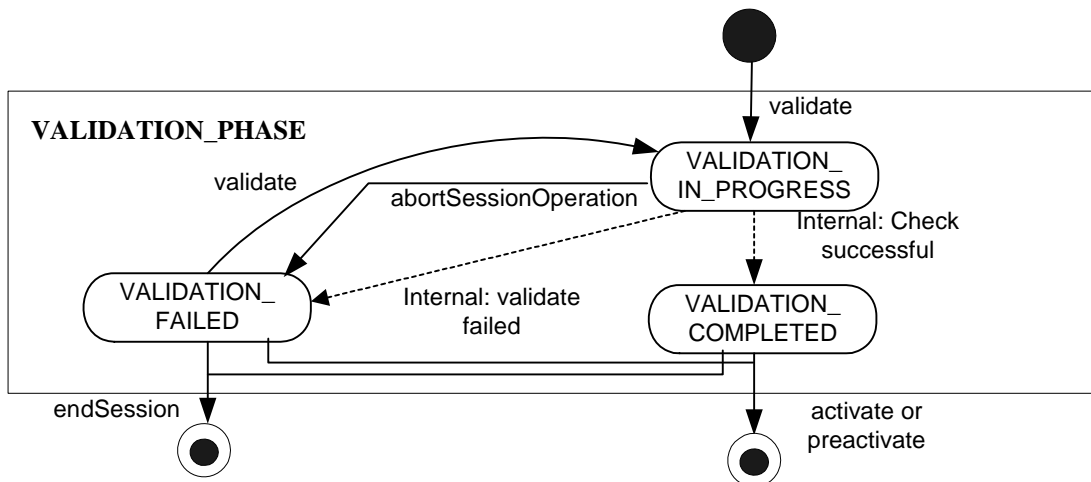 validate
VALIDATION_PHASE
VALIDATION_
IN_PROGRESS
validate
abortSessionOperation
Internal: Check
successful
VALIDATION_
FAILED
Internal: validate
failed
VALIDATION_
COMPLETED
endSession
activate or
preactivate